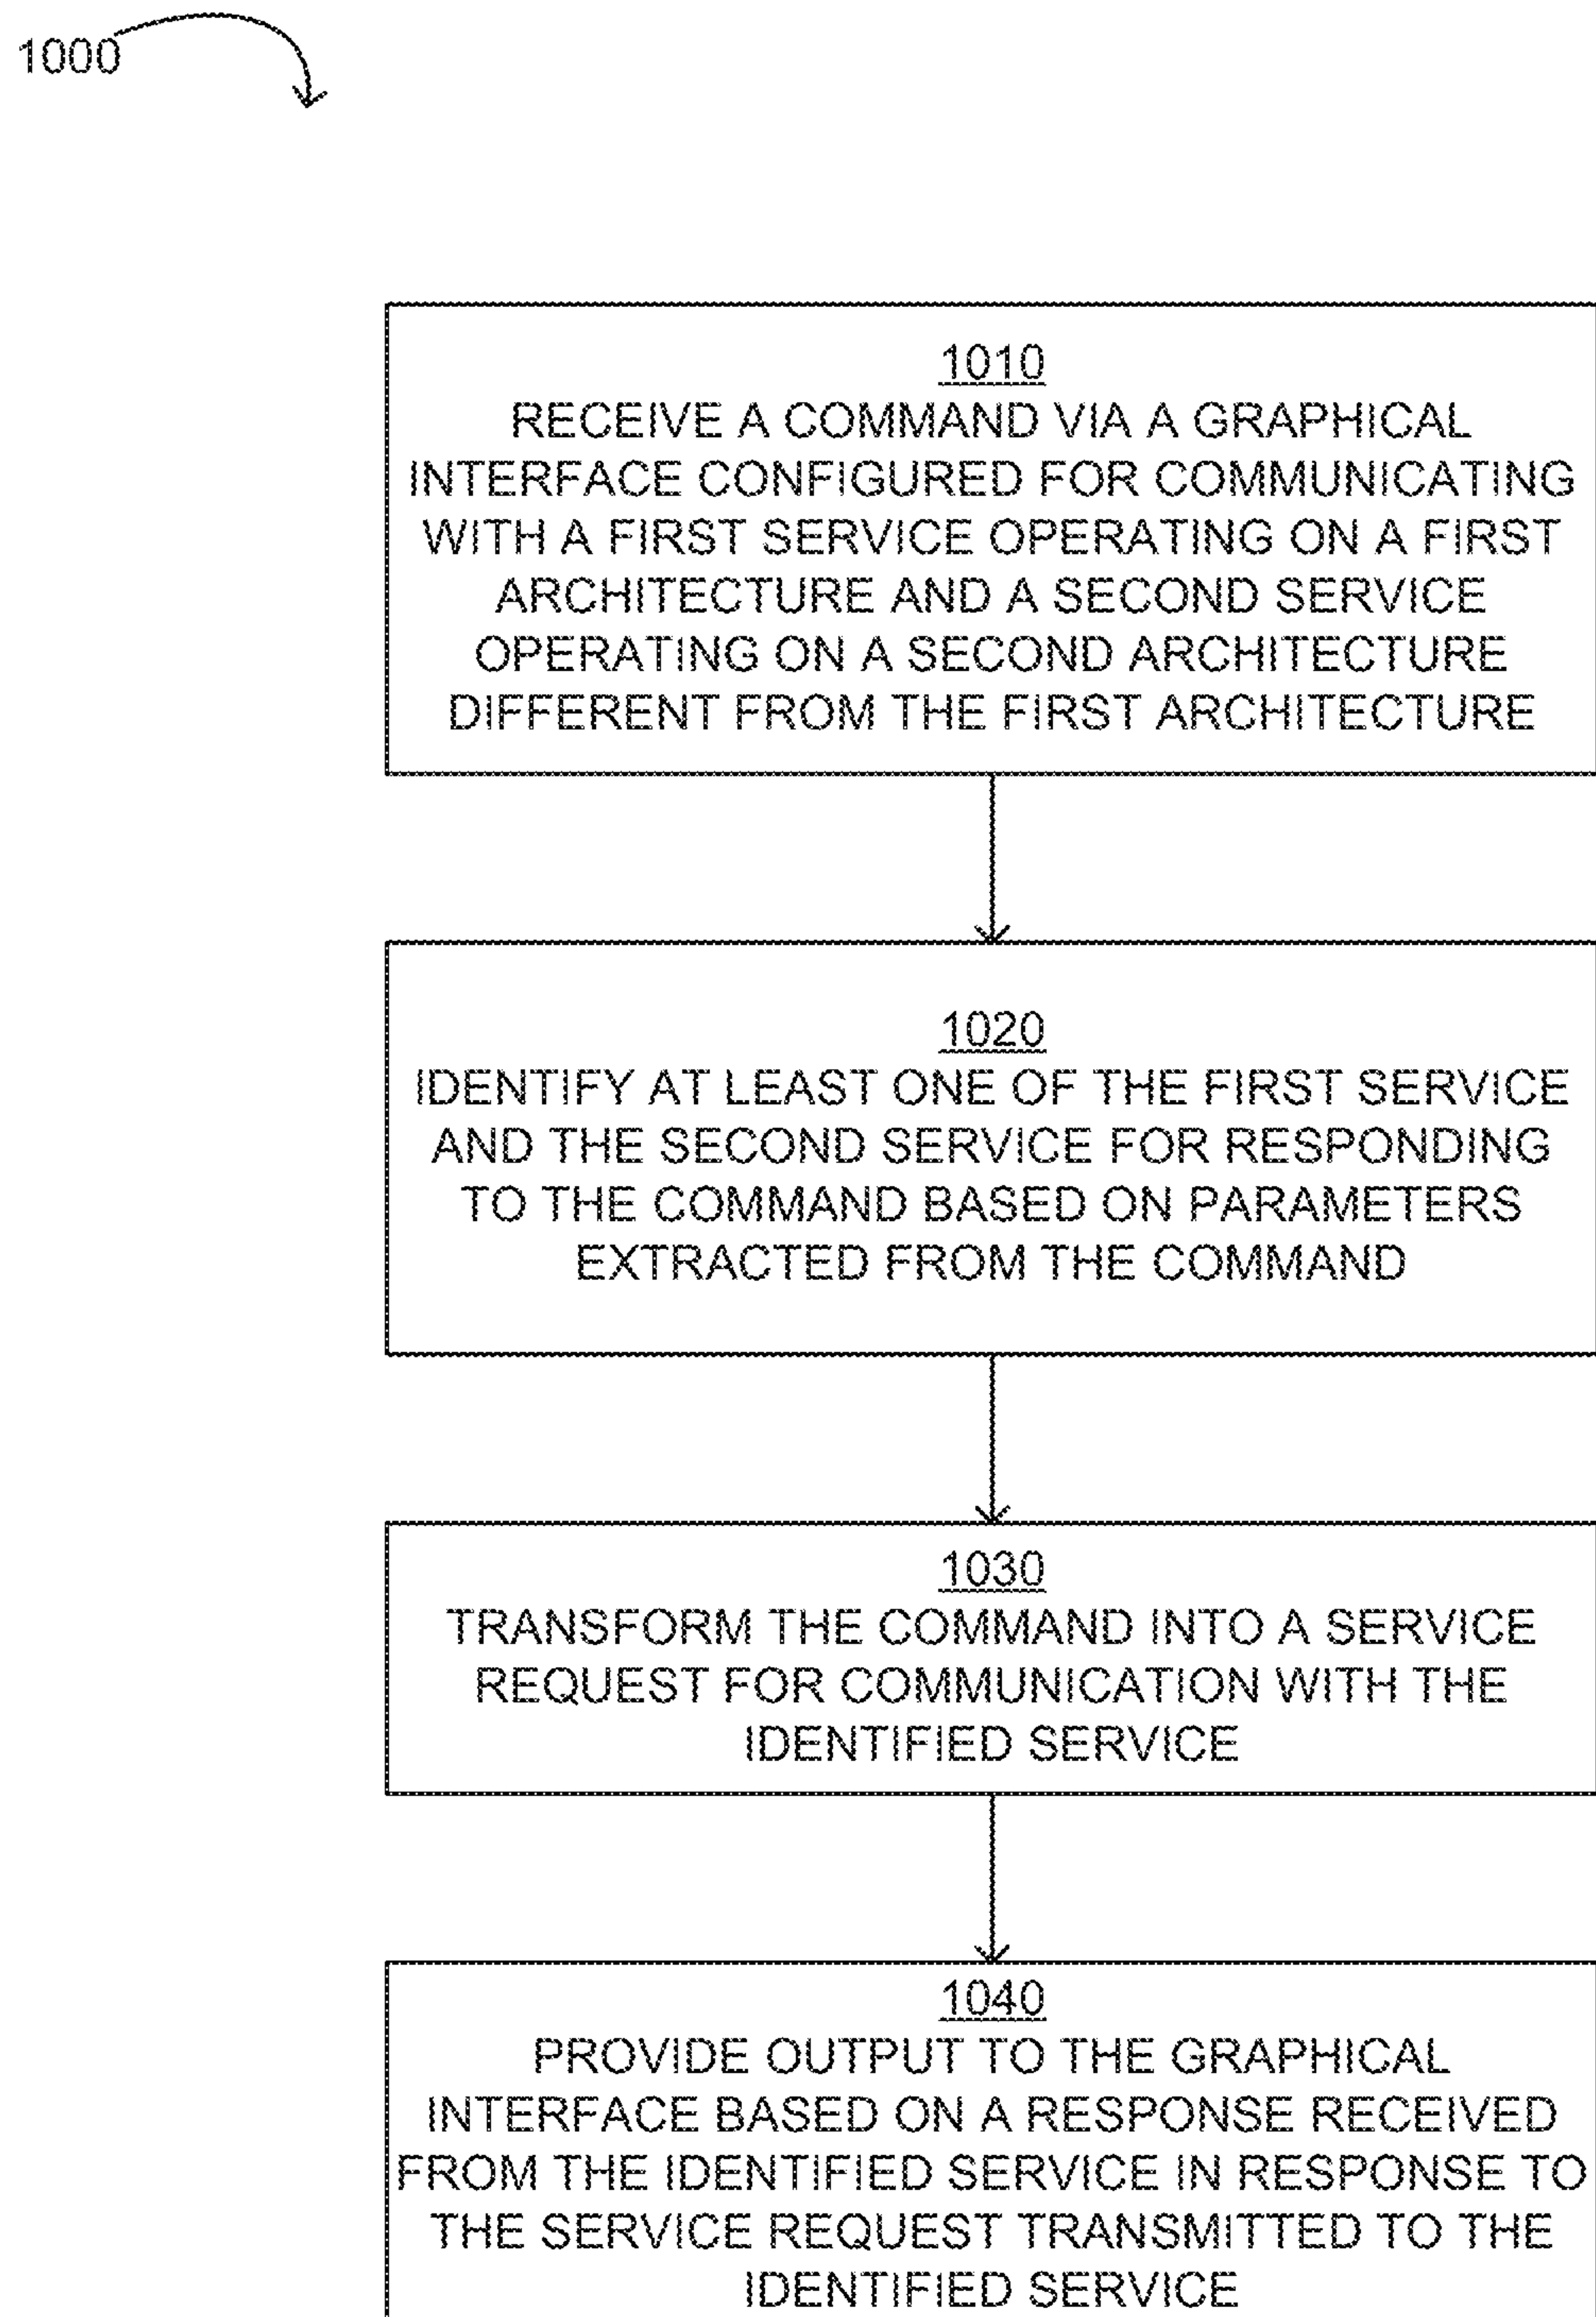 1000
1010
RECEIVE A COMMAND VIA A GRAPHICAL
INTERFACE CONFIGURED FOR COMMUNICATING
WITH A FIRST SERVICE OPERATING ON A FIRST
ARCHITECTURE AND A SECOND SERVICE
OPERATING ON A SECOND ARCHITECTURE
DIFFERENT FROM THE FIRST ARCHITECTURE
1020
IDENTIFY AT LEAST ONE OF THE FIRST SERVICE
AND THE SECOND SERVICE FOR RESPONDING
TO THE COMMAND BASED ON PARAMETERS
EXTRACTED FROM THE COMMAND
1030
TRANSFORM THE COMMAND INTO A SERVICE
REQUEST FOR COMMUNICATION WITH THE
IDENTIFIED SERVICE
1040
PROVIDE OUTPUT TO THE GRAPHICAL
INTERFACE BASED ON A RESPONSE RECEIVED
FROM THE IDENTIFIED SERVICE IN RESPONSE TO
THE SERVICE REQUEST TRANSMITTED TO THE
IDENTIFIED SERVICE